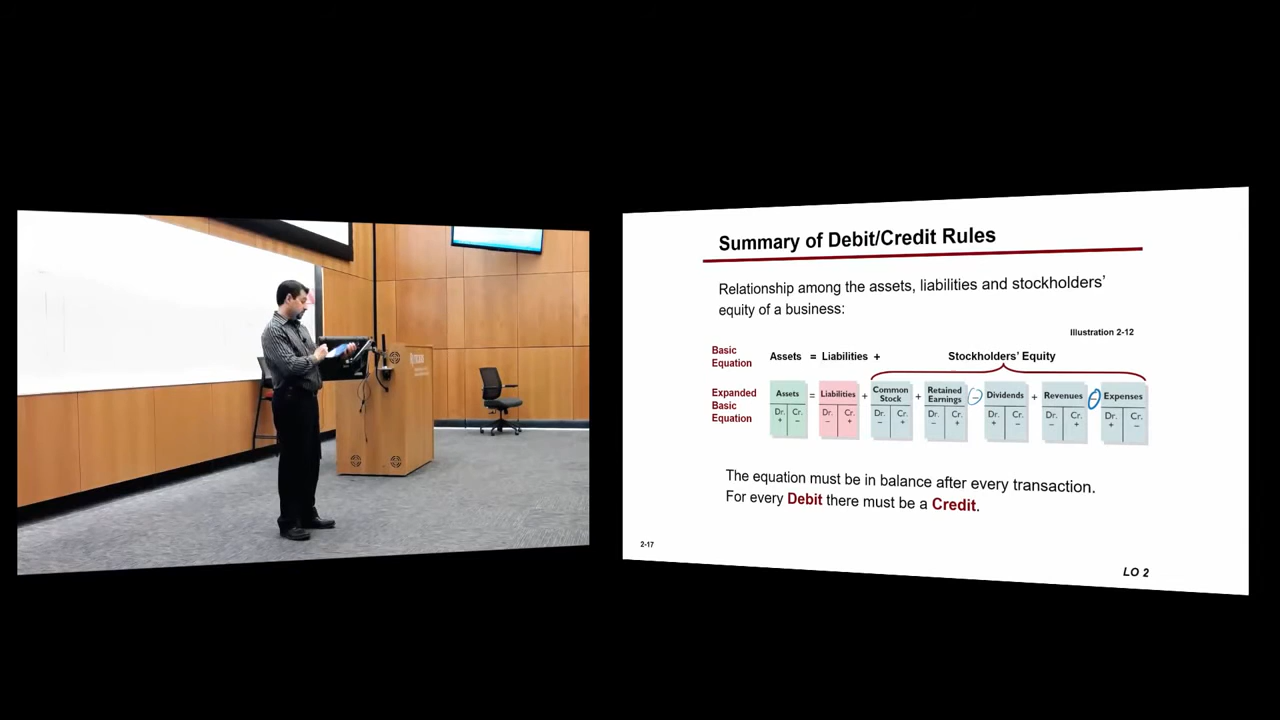 Summary of Debit/Credit Rules
Relationship among the assets, liabilities and stockholders'
equity of a business:
Illustration 2-12
Basic
Equation
Assets = Liabilities +
Stockholders' Equity
Expanded
Basic
Equation
Assets = Liabilities + Common Stock + Retained Earnings - Dividends + Revenues - Expenses
Dr. Cr. Dr. Cr. Dr. Cr. Dr. Cr. Dr. Cr. Dr. Cr. Dr. Cr.
+ - - + - + - + + - - + + -
The equation must be in balance after every transaction.
For every Debit there must be a Credit.
2-17
LO 2